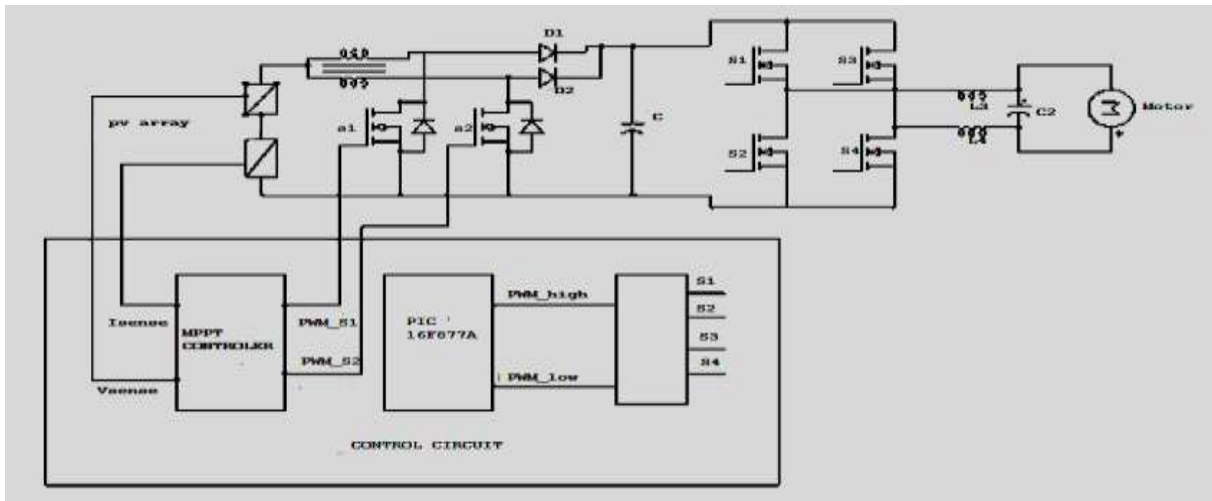 D1
D2
pv array
s1
s2
C
S1
S3
S2
S4
L3
L4
C2
Motor
Isense
Vsense
MPPT
CONTROLER
PWM_S1
PWM_S2
PIC
16F877A
PWM_high
PWM_low
S1
S2
S3
S4
CONTROL CIRCUIT